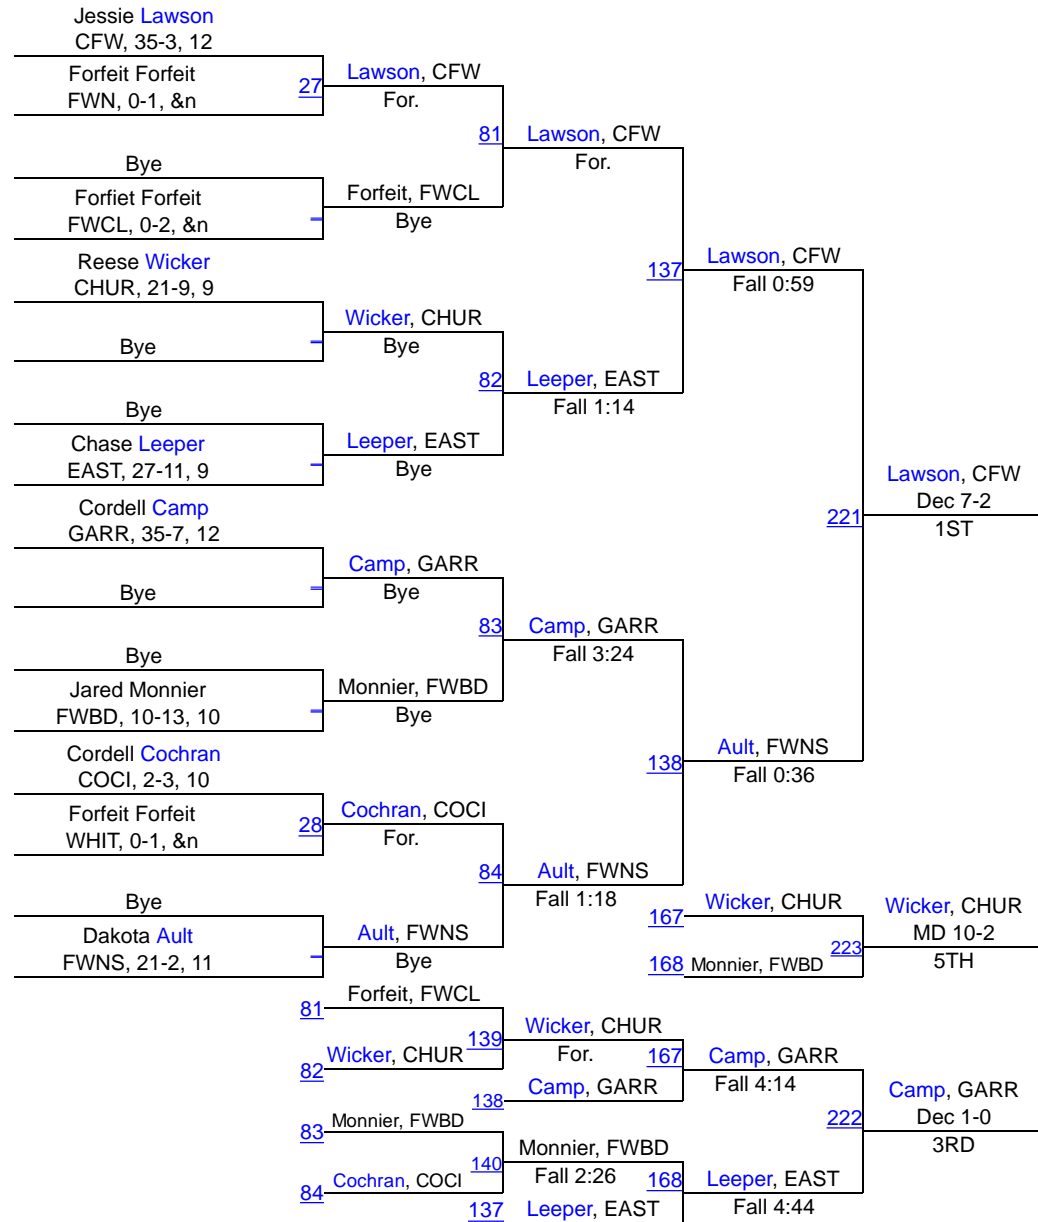 Jessie Lawson
CFW, 35-3, 12
Forfeit Forfeit
FWN, 0-1, &n
27
Lawson, CFW
For.
81
Lawson, CFW
For.
Bye
Forfiet Forfeit
FWCL, 0-2, &n
Forfeit, FWCL
Bye
137
Lawson, CFW
Fall 0:59
Reese Wicker
CHUR, 21-9, 9
Bye
Wicker, CHUR
Bye
82
Leeper, EAST
Fall 1:14
Bye
Chase Leeper
EAST, 27-11, 9
Leeper, EAST
Bye
221
Lawson, CFW
Dec 7-2
1ST
Cordell Camp
GARR, 35-7, 12
Bye
Camp, GARR
Bye
83
Camp, GARR
Fall 3:24
Bye
Jared Monnier
FWBD, 10-13, 10
Monnier, FWBD
Bye
138
Ault, FWNS
Fall 0:36
Cordell Cochran
COCI, 2-3, 10
Forfeit Forfeit
WHIT, 0-1, &n
28
Cochran, COCI
For.
84
Ault, FWNS
Fall 1:18
Bye
Dakota Ault
FWNS, 21-2, 11
Ault, FWNS
Bye
167
Wicker, CHUR
168
Monnier, FWBD
223
Wicker, CHUR
MD 10-2
5TH
81
Forfeit, FWCL
82
Wicker, CHUR
139
Wicker, CHUR
For.
138
Camp, GARR
167
Camp, GARR
Fall 4:14
83
Monnier, FWBD
84
Cochran, COCI
140
Monnier, FWBD
Fall 2:26
137
Leeper, EAST
168
Leeper, EAST
Fall 4:44
222
Camp, GARR
Dec 1-0
3RD